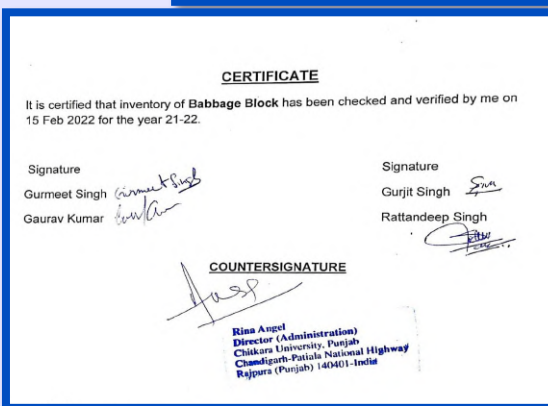 CERTIFICATE
It is certified that inventory of Babbage Block has been checked and verified by me on
15 Feb 2022 for the year 21-22.
Signature
Gurmeet Singh Gurmeet Singh
Gaurav Kumar
Signature
Gurjit Singh
Rattandeep Singh
COUNTERSIGNATURE
Rina Angel
Director (Administration)
Chitkara University, Punjab
Chandigarh-Patiala National Highway
Rajpura (Punjab) 140401-India